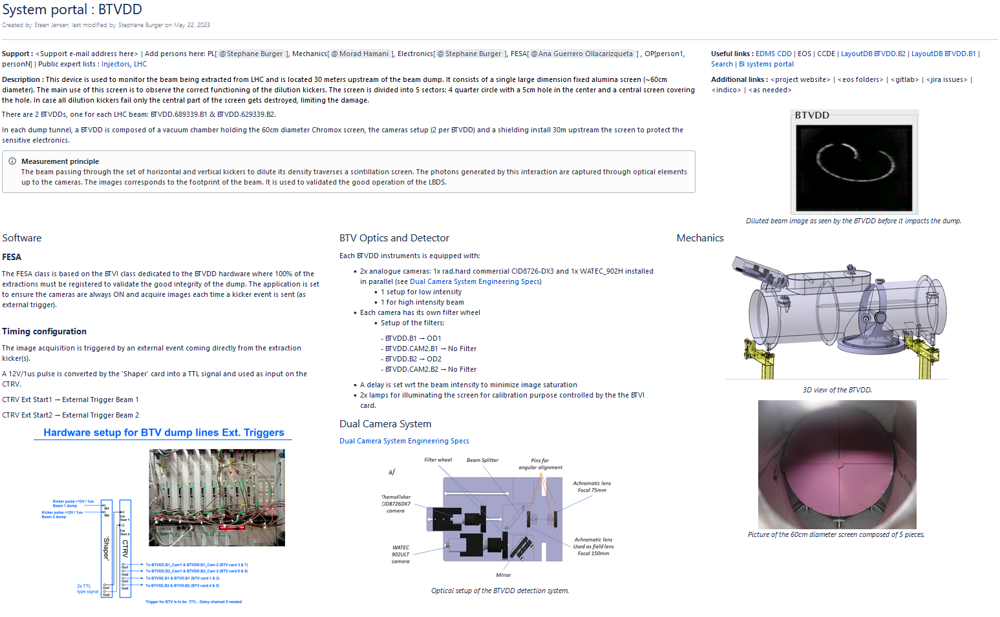 System portal : BTVDD
Created by Steen Jensen, last modified by Stephane Burger on May 22, 2023
Support : <Support e-mail address here> | Add persons here: PL[ @Stephane Burger ], Mechanics[ @Morad Hamani ], Electronics[ @Stephane Burger ], FESA[ @Ana Guerrero Ollacarizqueta ] , OP[person1,
personN] | Public expert lists : Injectors, LHC
Description : This device is used to monitor the beam being extracted from LHC and is located 30 meters upstream of the beam dump. It consists of a single large dimension fixed alumina screen (~60cm
diameter). The main use of this screen is to observe the correct functioning of the dilution kickers. The screen is divided into 5 sectors: 4 quarter circle with a 5cm hole in the center and a central screen covering
the hole. In case all dilution kickers fail only the central part of the screen gets destroyed, limiting the damage.
There are 2 BTVDDs, one for each LHC beam: BTVDD.689339.B1 & BTVDD.629339.B2.
In each dump tunnel, a BTVDD is composed of a vacuum chamber holding the 60cm diameter Chromox screen, the cameras setup (2 per BTVDD) and a shielding install 30m upstream the screen to protect the
sensitive electronics.
Measurement principle
The beam passing through the set of horizontal and vertical kickers to dilute its density traverses a scintillation screen. The photons generated by this interaction are captured through optical elements
up to the cameras. The images corresponds to the footprint of the beam. It is used to validated the good operation of the LBDS.
Useful links : EDMS CDD | EOS | CCDE | LayoutDB BTVDD.B2 | LayoutDB BTVDD.B1 |
Search | BI systems portal
Additional links : <project website> | <eos folders> | <gitlab> | <jira issues> |
<indico> | <as needed>
BTVDD
Diluted beam image as seen by the BTVDD before it impacts the dump.
Software
FESA
The FESA class is based on the BTVI class dedicated to the BTVDD hardware where 100% of the
extractions must be registered to validate the good integrity of the dump. The application is set
to ensure the cameras are always ON and acquire images each time a kicker event is sent (as
external trigger).
Timing configuration
The image acquisition is triggered by an external event coming directly from the extraction
kicker(s).
A 12V/1us pulse is converted by the 'Shaper' card into a TTL signal and used as input on the
CTRV.
CTRV Ext Start1 → External Trigger Beam 1
CTRV Ext Start2 → External Trigger Beam 2
Hardware setup for BTV dump lines Ext. Triggers
Kicker pulse +12V / 1us
Beam 1 dump
Kicker pulse +12V / 1us
Beam 2 dump
IN1
IN2
Ext
Start 1
Ext
Start 2
"Shaper"
CTRV
Out1
Out2
Out3
Out4
2x TTL
type signal
Out1
Out2
To BTVDD.B1_Cam1 & BTVDD.B1_Cam 2 (BTV card 3 & 7)
To BTVDD.B2_Cam1 & BTVDD.B2_Cam 2 (BTV card 6 & 8)
To BTVSE.B1 & BTVD.B1 (BTV card 1 & 2)
To BTVSE.B2 & BTVD.B2 (BTV card 4 & 5)
Trigger for BTV is to be /TTL - Daisy chained if needed
BTV Optics and Detector
Each BTVDD instruments is equipped with:
• 2x analogue cameras: 1x rad.hard commercial CID8726-DX3 and 1x WATEC_902H installed
in parallel (see Dual Camera System Engineering Specs)
• 1 setup for low intensity
• 1 for high intensity beam
• Each camera has its own filter wheel
• Setup of the filters:
- BTVDD.B1 → OD1
- BTVDD.CAM2.B1 → No Filter
- BTVDD.B2 → OD2
- BTVDD.CAM2.B2 → No Filter
• A delay is set wrt the beam intensity to minimize image saturation
• 2x lamps for illuminating the screen for calibration purpose controlled by the the BTVI
card.
Dual Camera System
Dual Camera System Engineering Specs
a/
Filter wheel
Beam Splitter
Pins for
angular alignment
Achromatic lens
Focal 75mm
ThemoFisher
CID8726DX7
camera
WATEC
902ULT
camera
Achromatic lens
Used as field lens
Focal 150mm
Mirror
Optical setup of the BTVDD detection system.
Mechanics
3D view of the BTVDD.
Picture of the 60cm diameter screen composed of 5 pieces.